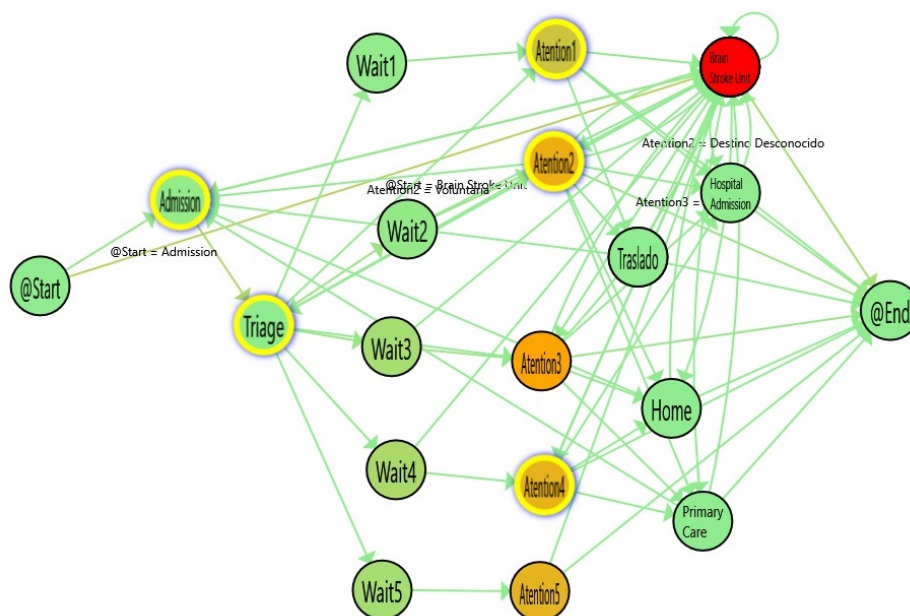 Wait1
Atention1
Brain
Stroke Unit
Atention2 = Destino Desconocido
Atention2
Admission
@Start = Brain Stroke Unit
Atention2 = Voluntaria
Hospital
Admission
Atention3 =
Wait2
@Start = Admission
Traslado
@Start
Triage
@End
Wait3
Atention3
Home
Wait4
Atention4
Primary
Care
Wait5
Atention5